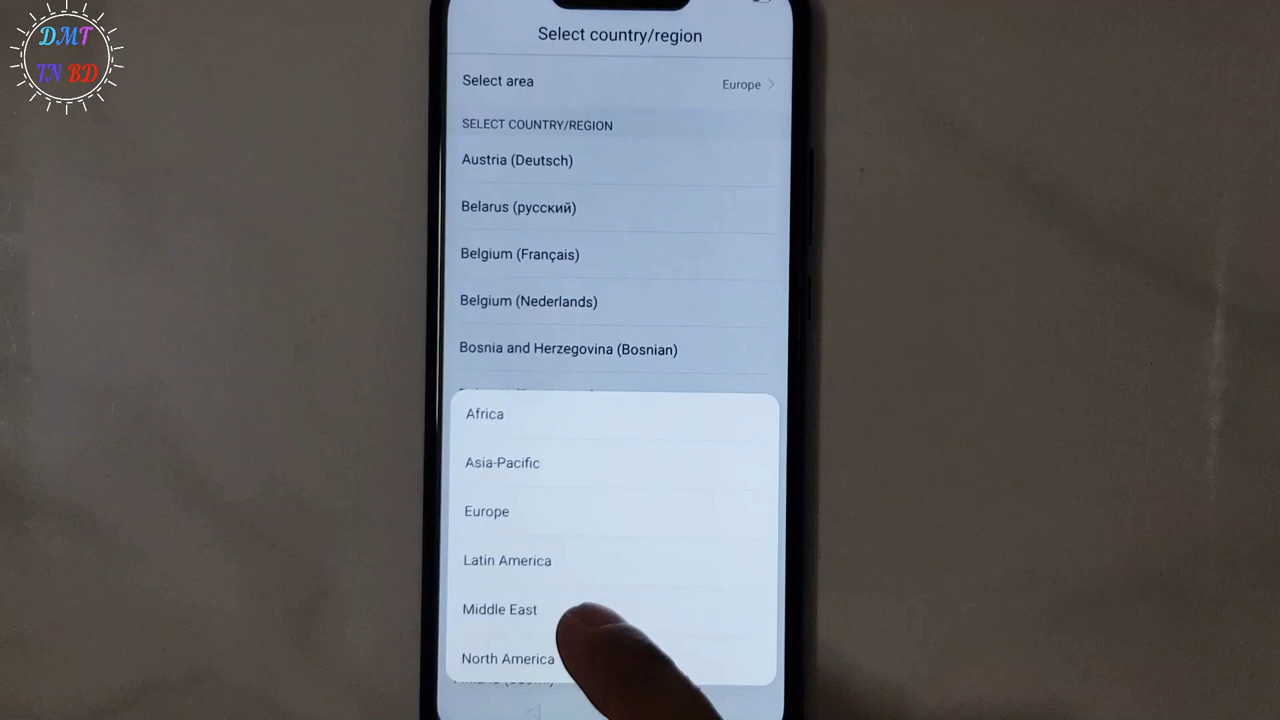 DMT
IN BD
Select country/region
Select area
Europe
SELECT COUNTRY/REGION
Austria (Deutsch)
Belarus (русский)
Belgium (Français)
Belgium (Nederlands)
Bosnia and Herzegovina (Bosnian)
Africa
Asia-Pacific
Europe
Latin America
Middle East
North America